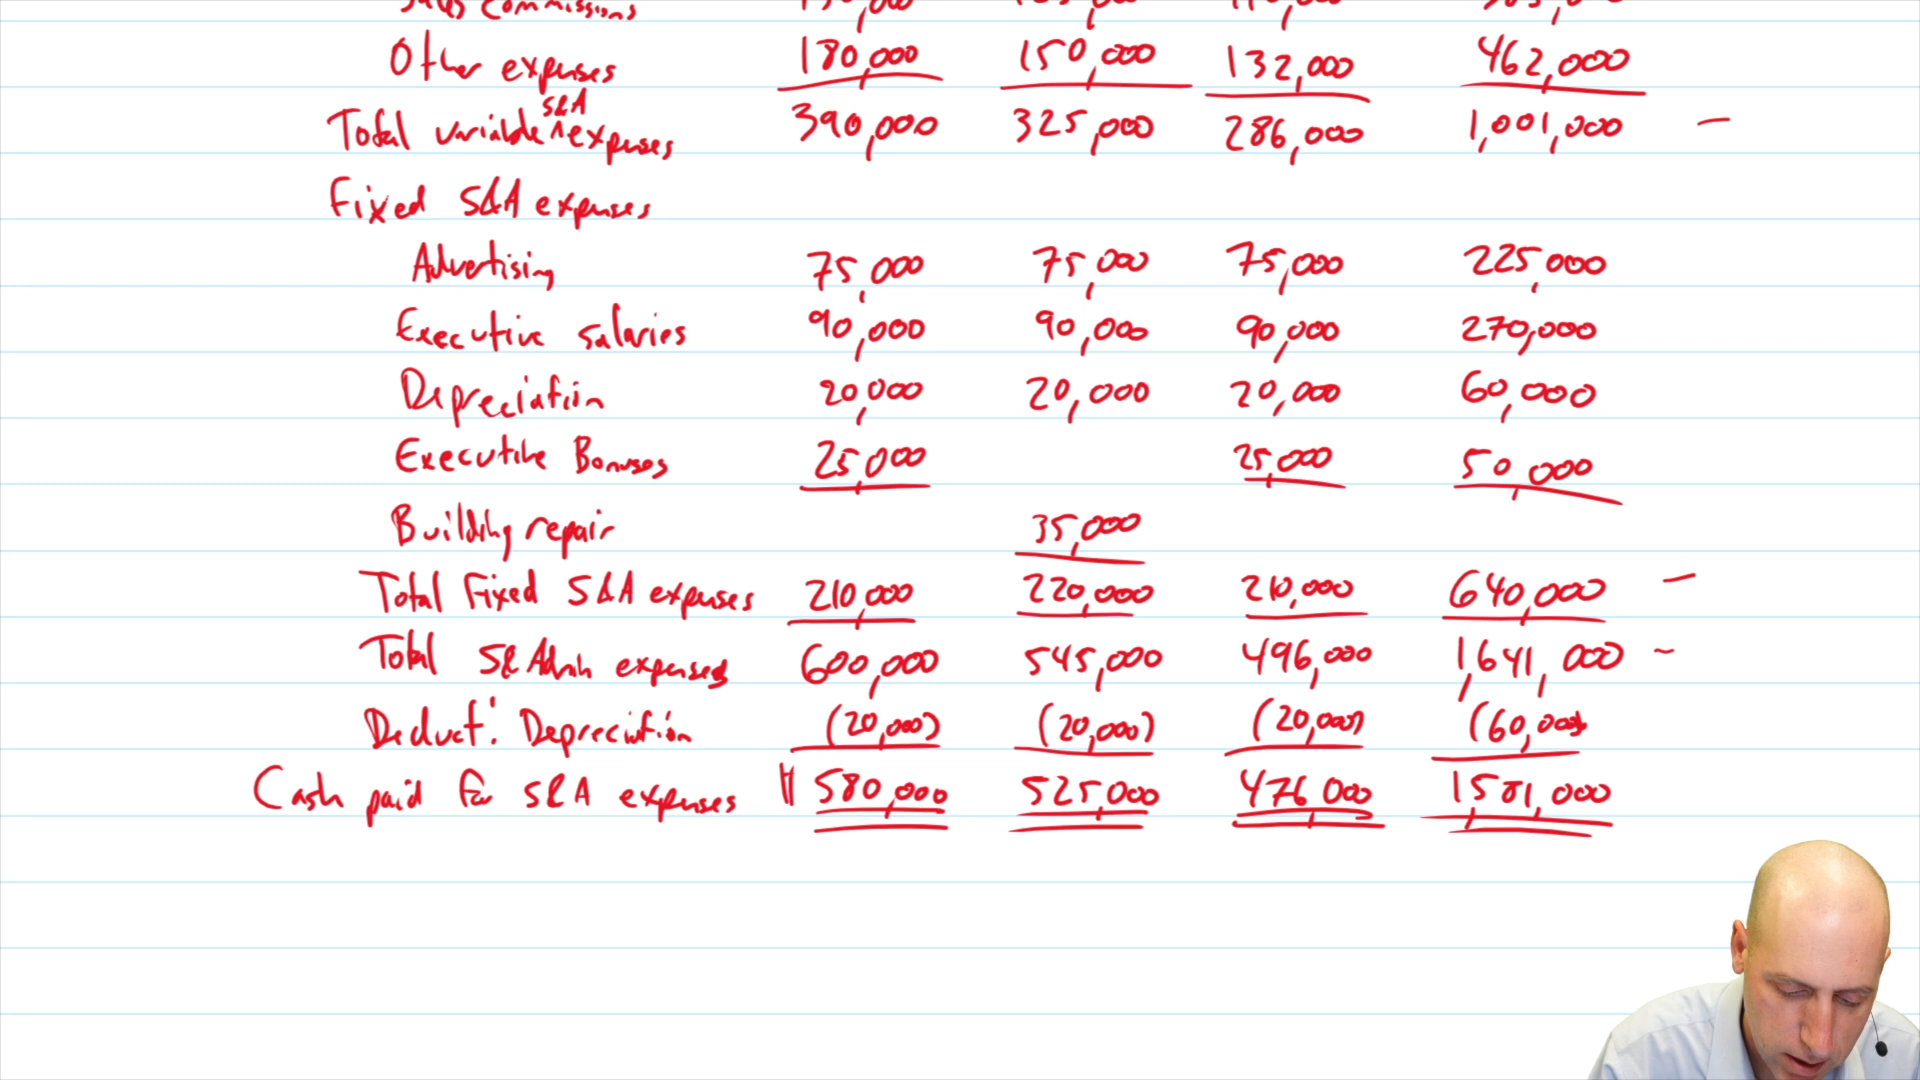 Sales Commissions
Other expenses 180,000 150,000 132,000 462,000
S&A
Total variable ^ expenses 390,000 325,000 286,000 1,001,000 –
Fixed S&A expenses
Advertising 75,000 75,000 75,000 225,000
Executive salaries 90,000 90,000 90,000 270,000
Depreciation 20,000 20,000 20,000 60,000
Executive Bonuses 25,000 25,000 50,000
Building repair 35,000
Total Fixed S&A expenses 210,000 220,000 210,000 640,000 –
Total S&Admin expenses 600,000 545,000 496,000 1,641,000 ~
Deduct: Depreciation (20,000) (20,000) (20,000) (60,000)
Cash paid for S&A expenses $ 580,000 525,000 476,000 1581,000